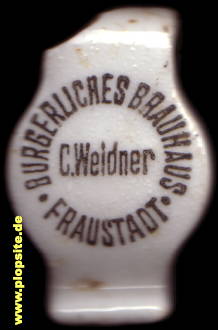 • BÜRGERLICHES BRAUHAUS •
C. Weidner
FRAUSTADT
www.plopsite.de